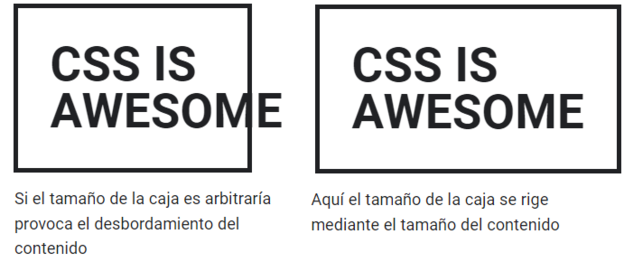 CSS IS
AWESOME
Si el tamaño de la caja es arbitraría
provoca el desbordamiento del
contenido
CSS IS
AWESOME
Aquí el tamaño de la caja se rige
mediante el tamaño del contenido